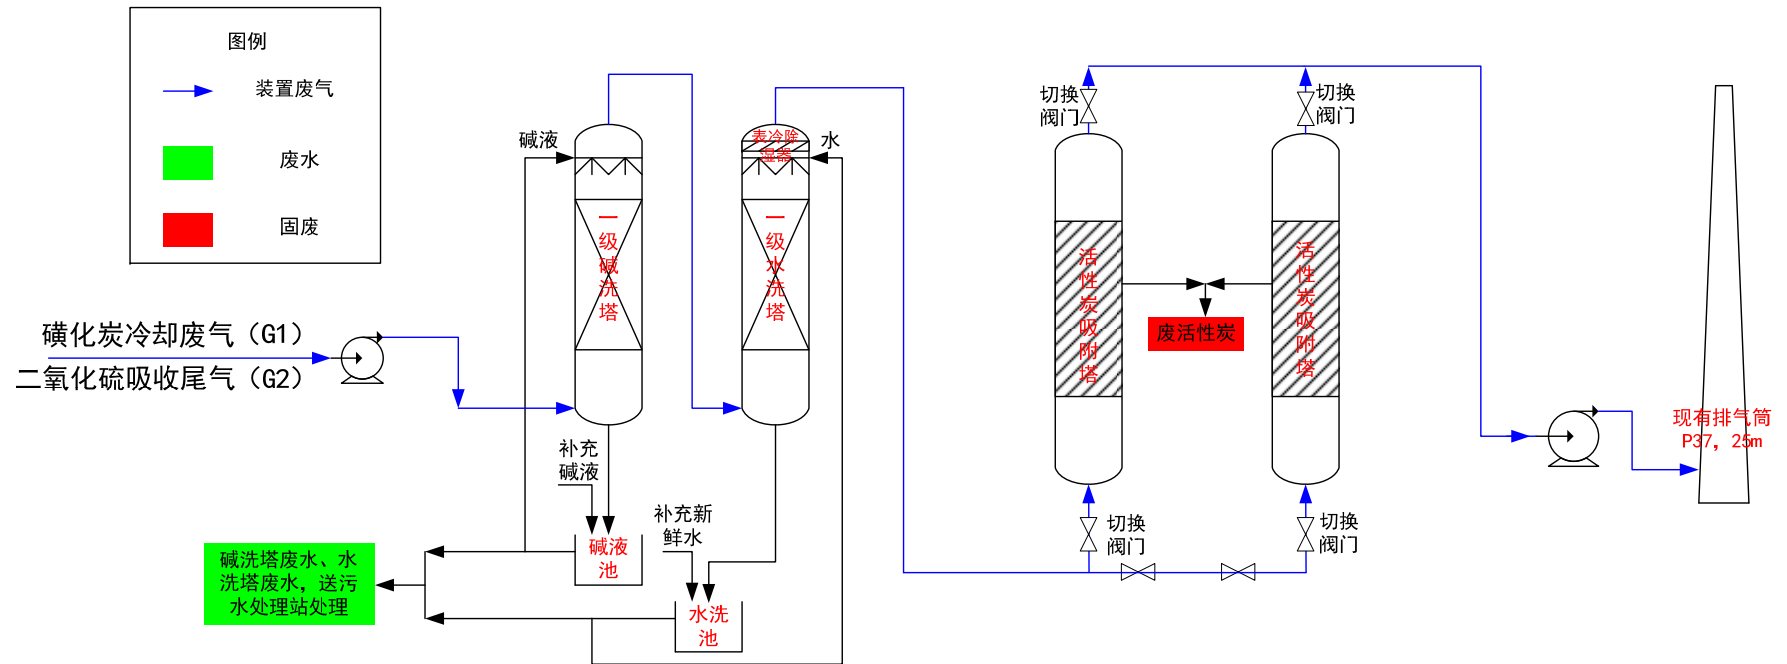 图例
装置废气
废水
固废
磺化炭冷却废气（G1）
二氧化硫吸收尾气（G2）
碱液
一
级
碱
洗
塔
表冷除
湿器
水
一
级
水
洗
塔
补充
碱液
碱液
池
补充新
鲜水
水洗
池
碱洗塔废水、水
洗塔废水，送污
水处理站处理
切换
阀门
切换
阀门
活
性
炭
吸
附
塔
活
性
炭
吸
附
塔
废活性炭
切换
阀门
切换
阀门
现有排气筒
P37，25m